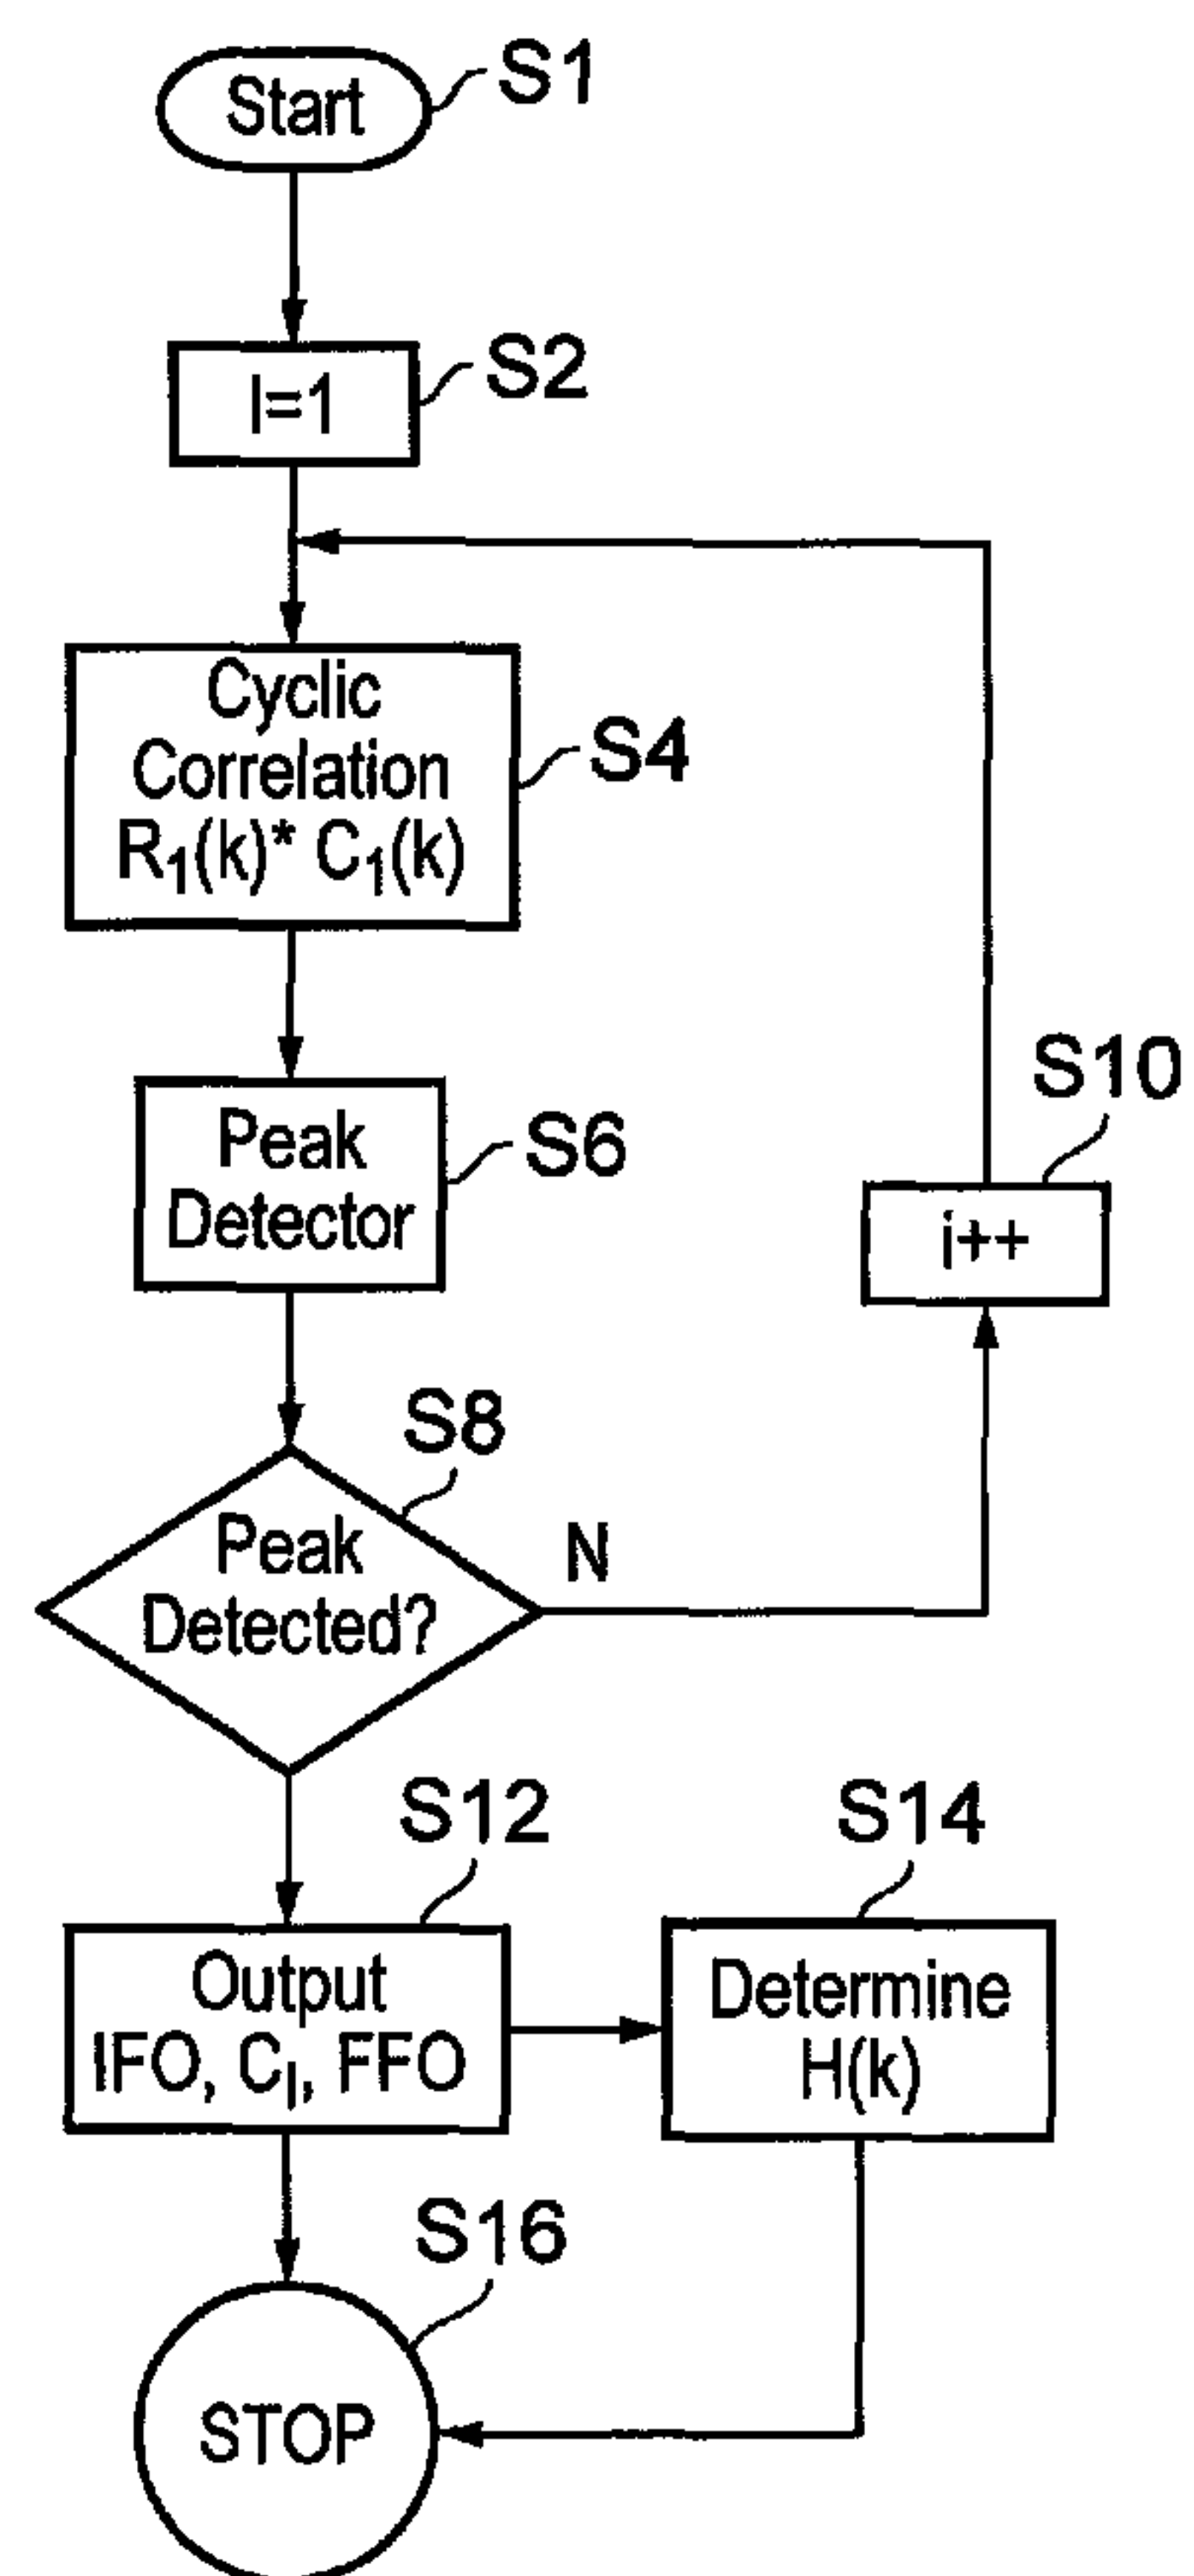 Start
S1
I=1
S2
Cyclic
Correlation
R₁(k)* C₁(k)
S4
Peak
Detector
S6
S10
i++
S8
Peak
Detected?
N
S12
Output
IFO, Cᵢ, FFO
S14
Determine
H(k)
S16
STOP